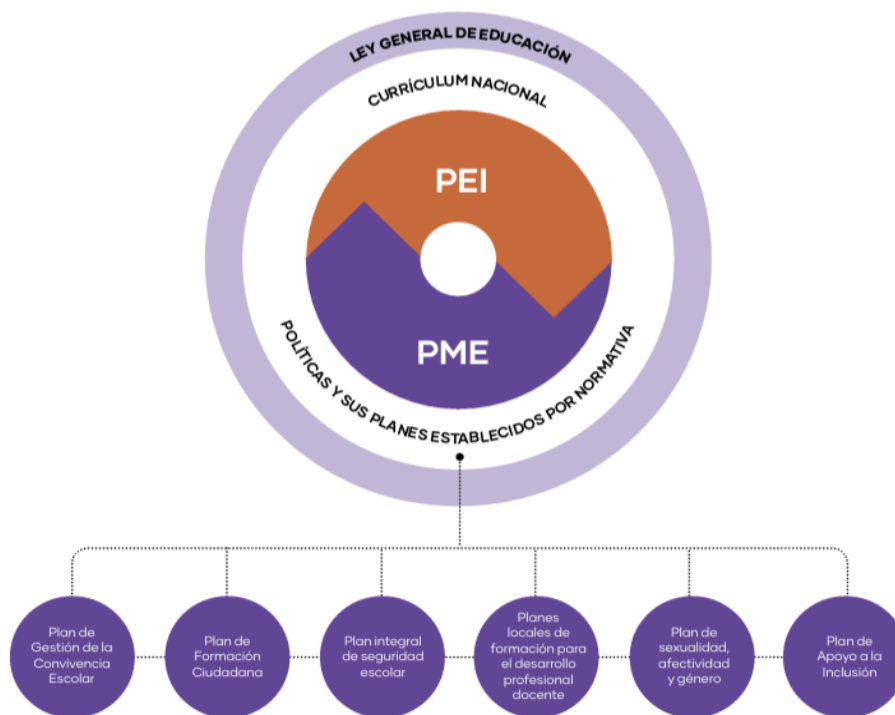 LEY GENERAL DE EDUCACIÓN
CURRÍCULUM NACIONAL
PEI
PME
POLÍTICAS Y SUS PLANES ESTABLECIDOS POR NORMATIVA
Plan de
Gestión de la
Convivencia
Escolar
Plan de
Formación
Ciudadana
Plan integral
de seguridad
escolar
Planes
locales de
formación para
el desarrollo
profesional
docente
Plan de
sexualidad,
afectividad
y género
Plan de
Apoyo a la
Inclusión